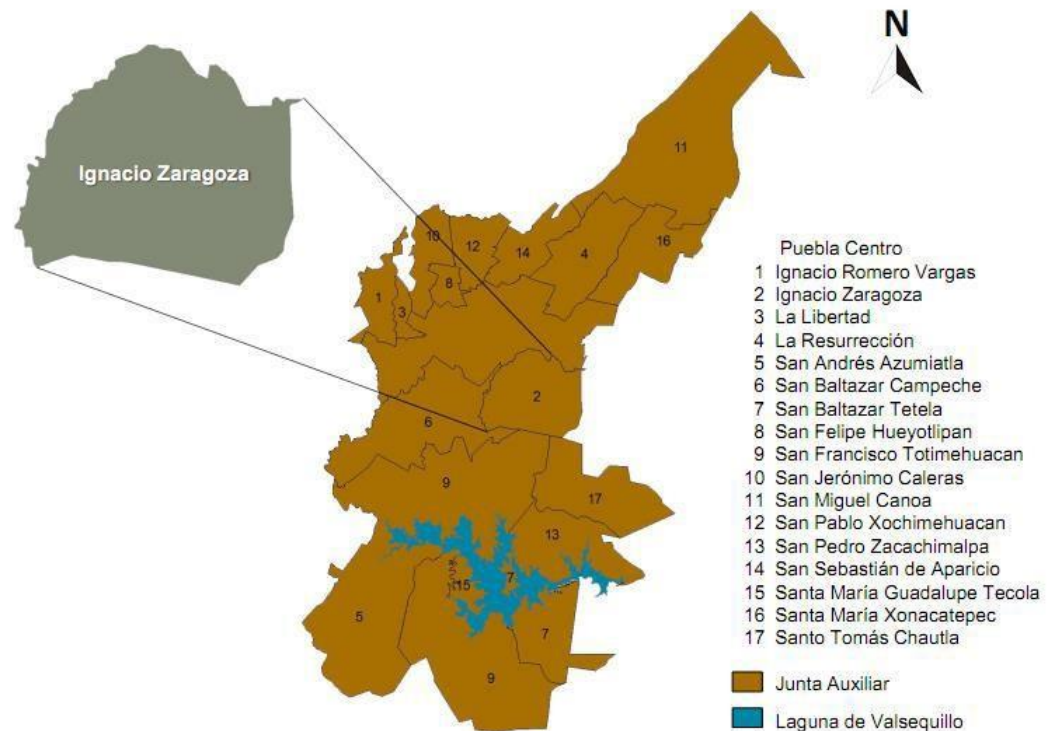 N
Ignacio Zaragoza
11
10
12
14
4
16
8
1
3
2
6
9
17
13
15
7
5
7
9
Puebla Centro
1 Ignacio Romero Vargas
2 Ignacio Zaragoza
3 La Libertad
4 La Resurrección
5 San Andrés Azumiatla
6 San Baltazar Campeche
7 San Baltazar Tetela
8 San Felipe Hueyotlipan
9 San Francisco Totimehuacan
10 San Jerónimo Caleras
11 San Miguel Canoa
12 San Pablo Xochimehuacan
13 San Pedro Zacachimalpa
14 San Sebastián de Aparicio
15 Santa María Guadalupe Tecola
16 Santa María Xonacatepec
17 Santo Tomás Chautla
Junta Auxiliar
Laguna de Valsequillo